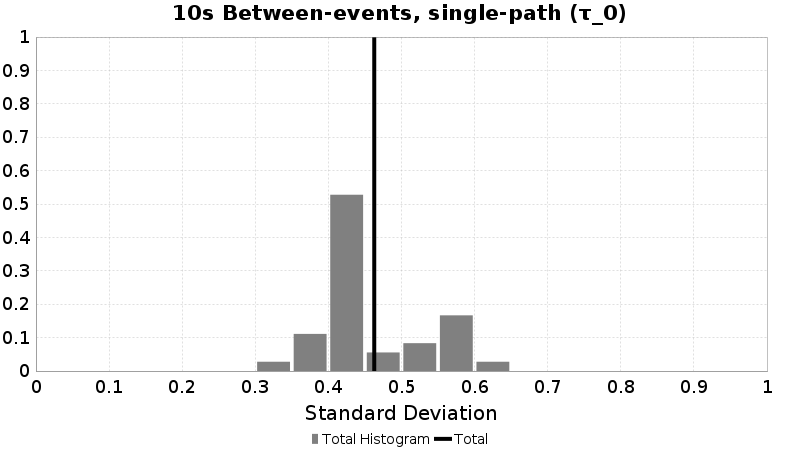 10s Between-events, single-path (τ_0)
1
0.9
0.8
0.7
0.6
0.5
0.4
0.3
0.2
0.1
0
0 0.1 0.2 0.3 0.4 0.5 0.6 0.7 0.8 0.9 1
Standard Deviation
Total Histogram Total